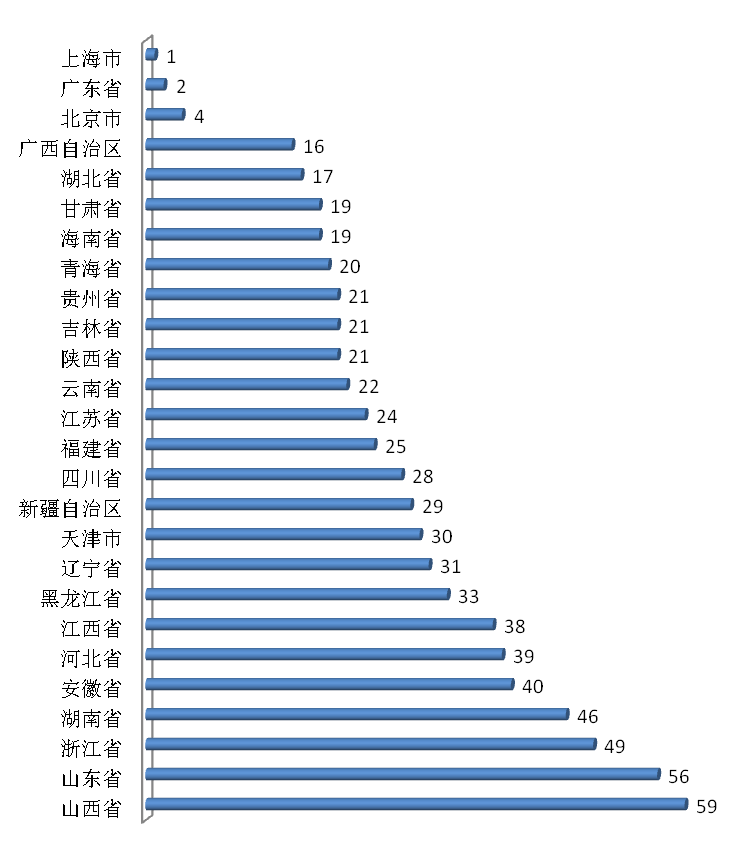 上海市 1
广东省 2
北京市 4
广西自治区 16
湖北省 17
甘肃省 19
海南省 19
青海省 20
贵州省 21
吉林省 21
陕西省 21
云南省 22
江苏省 24
福建省 25
四川省 28
新疆自治区 29
天津市 30
辽宁省 31
黑龙江省 33
江西省 38
河北省 39
安徽省 40
湖南省 46
浙江省 49
山东省 56
山西省 59